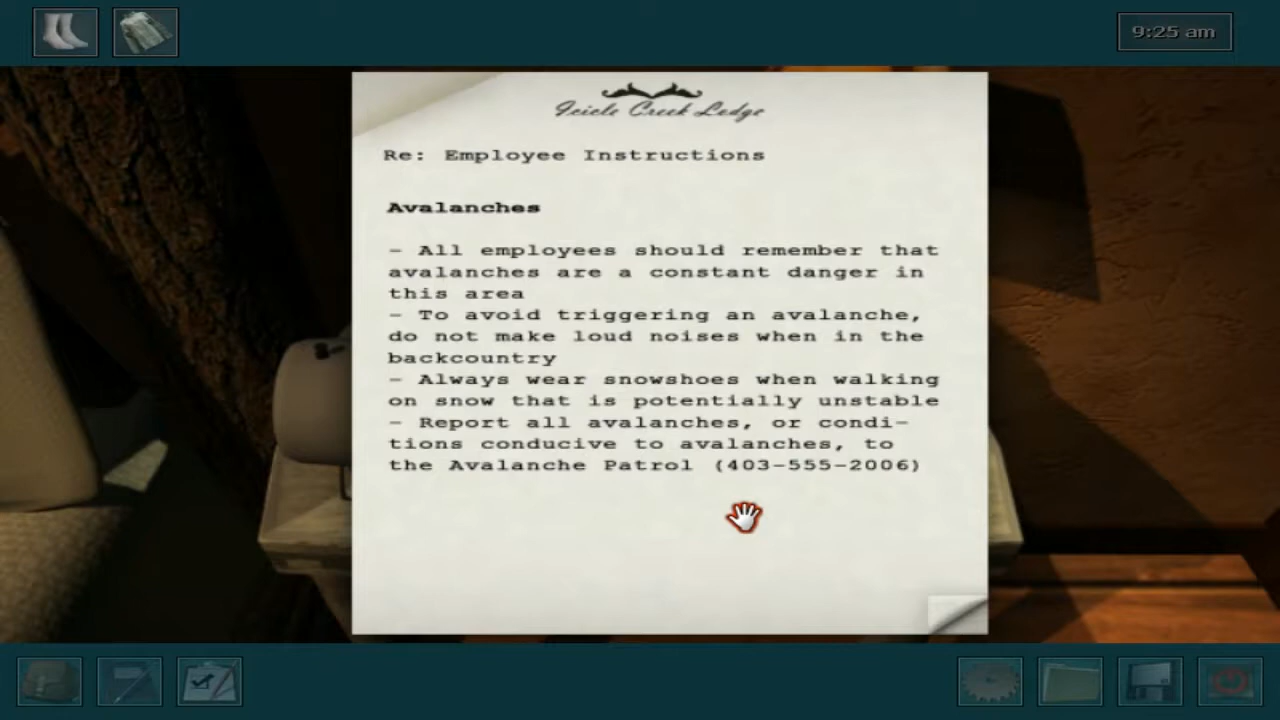 9:25 am
Icicle Creek Lodge
Re: Employee Instructions
Avalanches
- All employees should remember that
avalanches are a constant danger in
this area
- To avoid triggering an avalanche,
do not make loud noises when in the
backcountry
- Always wear snowshoes when walking
on snow that is potentially unstable
- Report all avalanches, or condi-
tions conducive to avalanches, to
the Avalanche Patrol (403-555-2006)